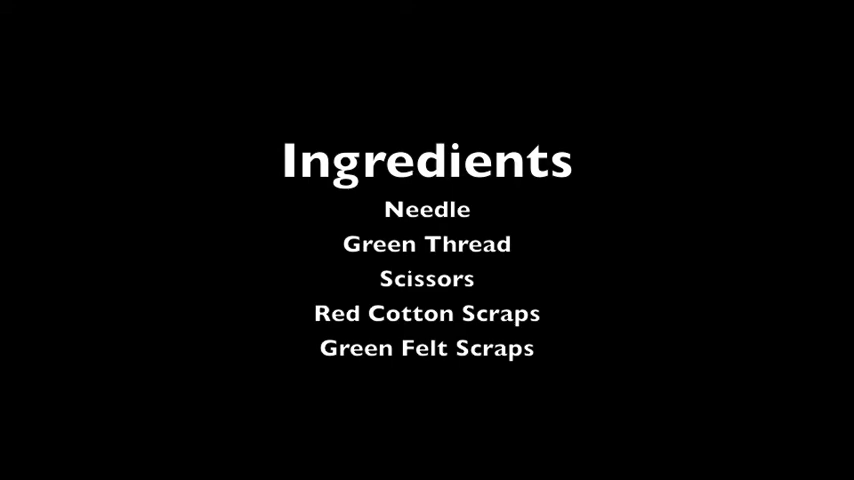 Ingredients
Needle
Green Thread
Scissors
Red Cotton Scraps
Green Felt Scraps